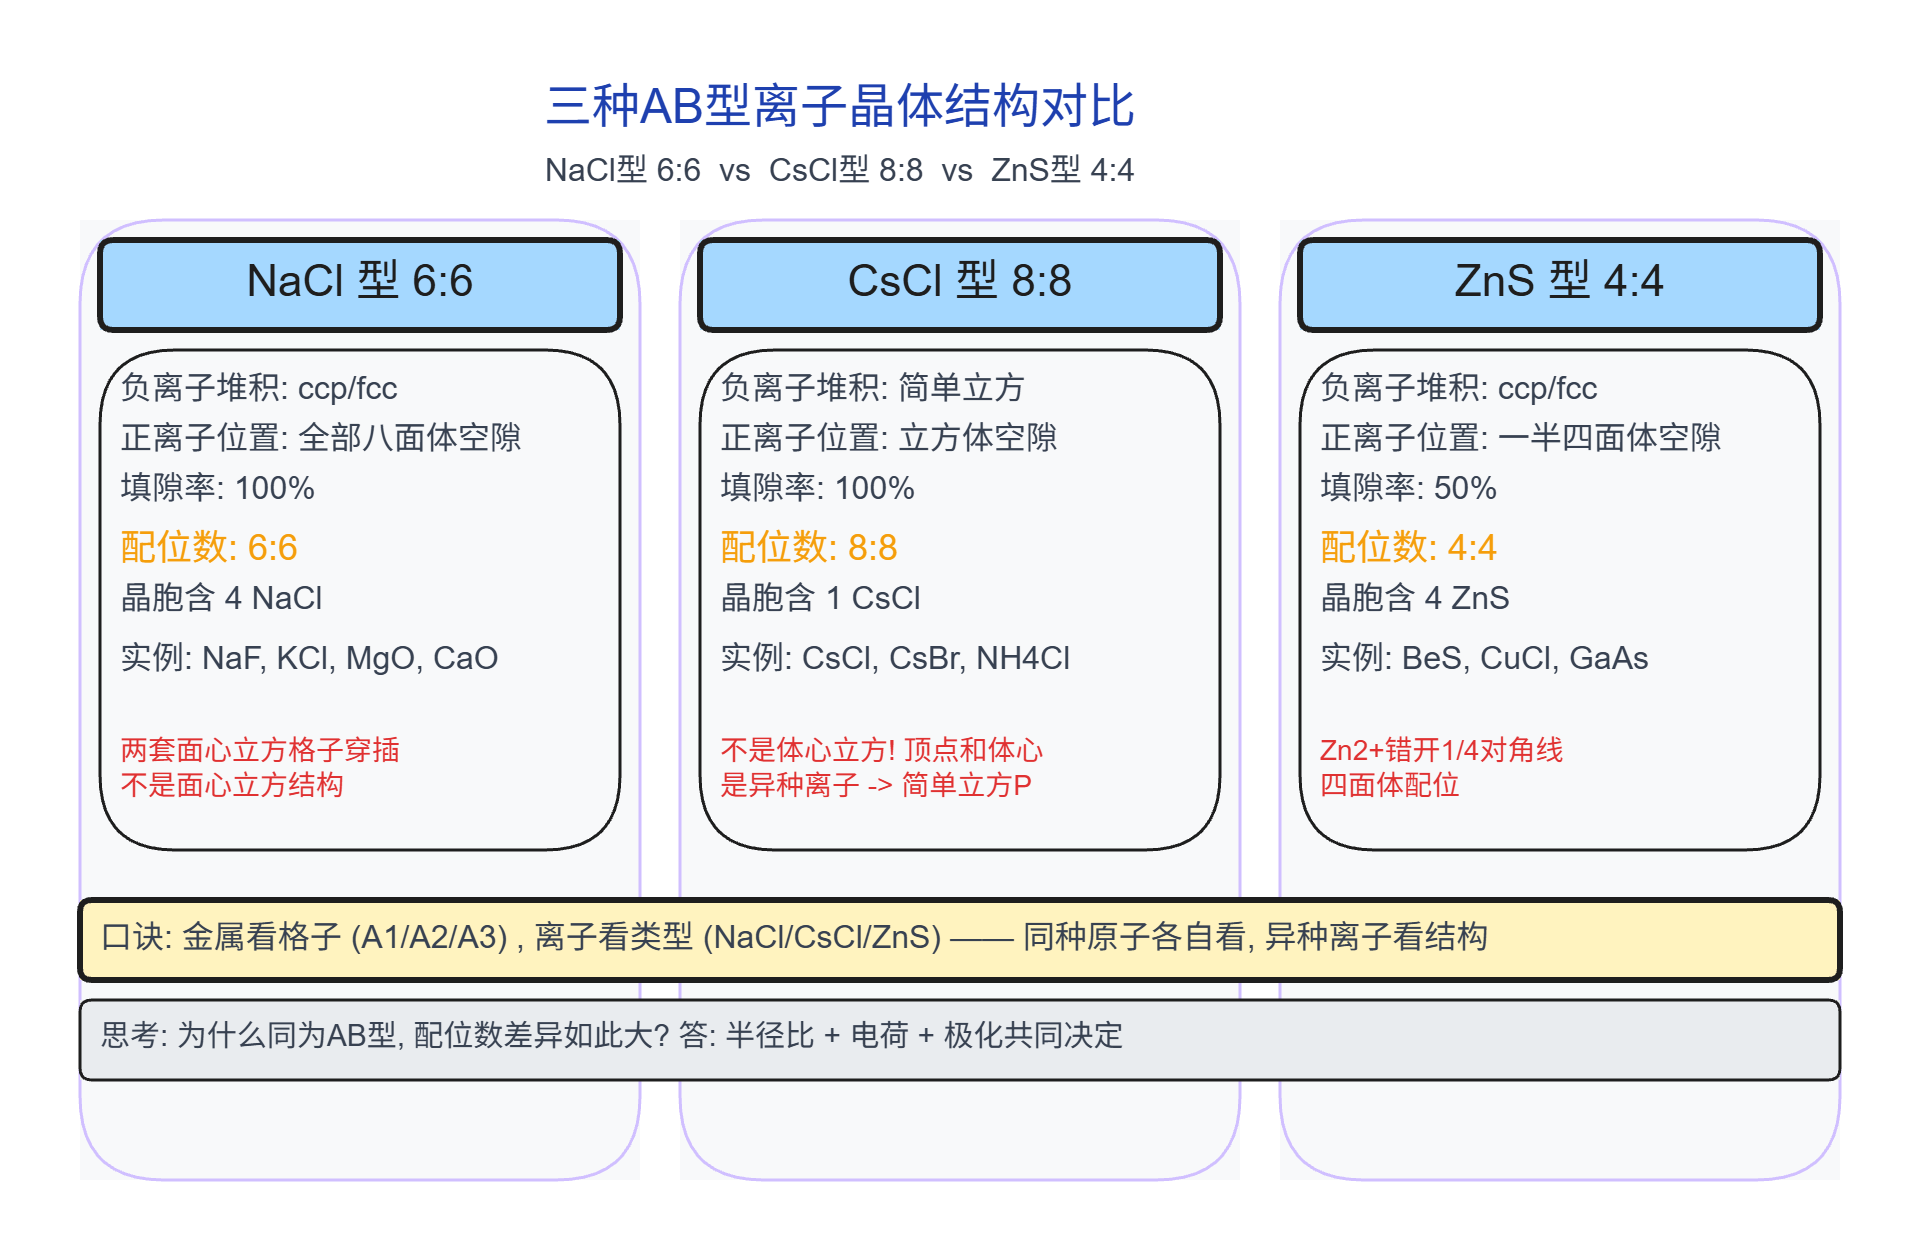 三种AB型离子晶体结构对比
NaCl型 6:6 vs CsCl型 8:8 vs ZnS型 4:4
NaCl 型 6:6
负离子堆积: ccp/fcc
正离子位置: 全部八面体空隙
填隙率: 100%
配位数: 6:6
晶胞含 4 NaCl
实例: NaF, KCl, MgO, CaO
两套面心立方格子穿插
不是面心立方结构
CsCl 型 8:8
负离子堆积: 简单立方
正离子位置: 立方体空隙
填隙率: 100%
配位数: 8:8
晶胞含 1 CsCl
实例: CsCl, CsBr, NH4Cl
不是体心立方! 顶点和体心
是异种离子 -> 简单立方P
ZnS 型 4:4
负离子堆积: ccp/fcc
正离子位置: 一半四面体空隙
填隙率: 50%
配位数: 4:4
晶胞含 4 ZnS
实例: BeS, CuCl, GaAs
Zn2+错开1/4对角线
四面体配位
口诀: 金属看格子 (A1/A2/A3) , 离子看类型 (NaCl/CsCl/ZnS) —— 同种原子各自看, 异种离子看结构
思考: 为什么同为AB型, 配位数差异如此大? 答: 半径比 + 电荷 + 极化共同决定